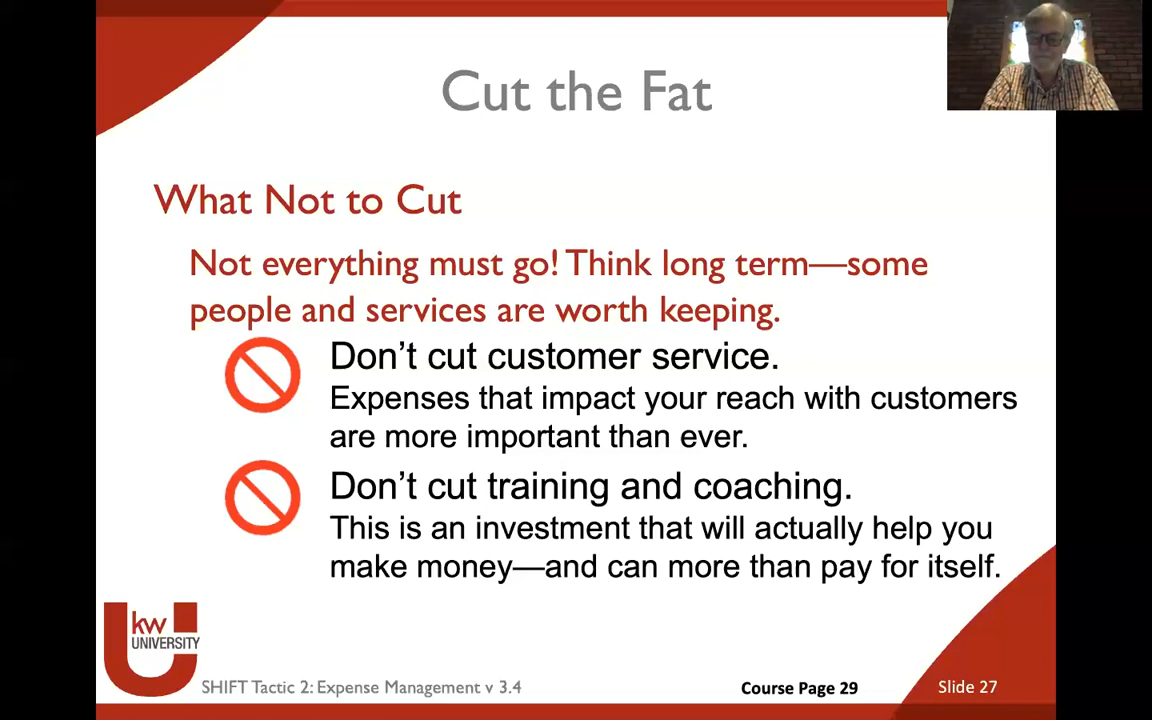 Cut the Fat
What Not to Cut
Not everything must go! Think long term—some
people and services are worth keeping.
Don’t cut customer service.
Expenses that impact your reach with customers
are more important than ever.
Don’t cut training and coaching.
This is an investment that will actually help you
make money—and can more than pay for itself.
kw
UNIVERSITY
SHIFT Tactic 2: Expense Management v 3.4
Course Page 29
Slide 27